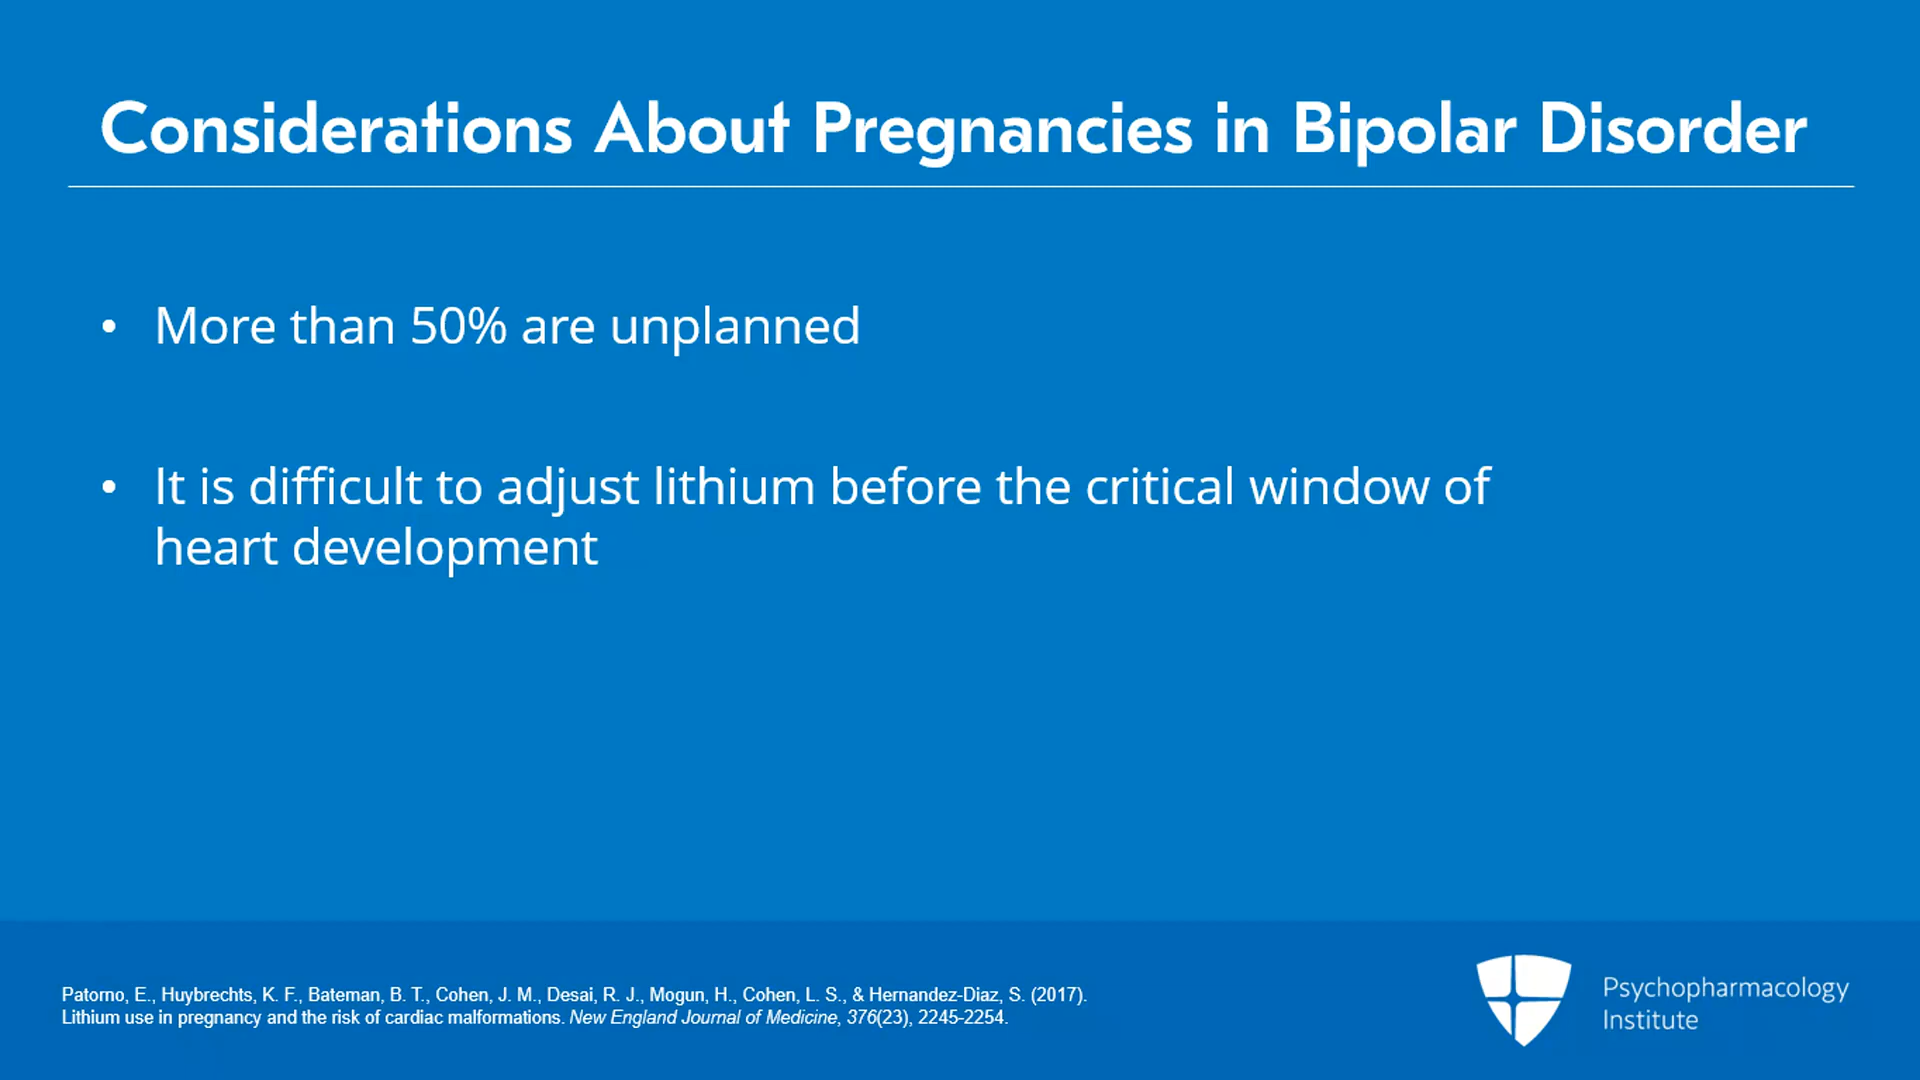 Considerations About Pregnancies in Bipolar Disorder
• More than 50% are unplanned
• It is difficult to adjust lithium before the critical window of
heart development
Patorno, E., Huybrechts, K. F., Bateman, B. T., Cohen, J. M., Desai, R. J., Mogun, H., Cohen, L. S., & Hernandez-Diaz, S. (2017).
Lithium use in pregnancy and the risk of cardiac malformations. New England Journal of Medicine, 376(23), 2245-2254.
Psychopharmacology
Institute